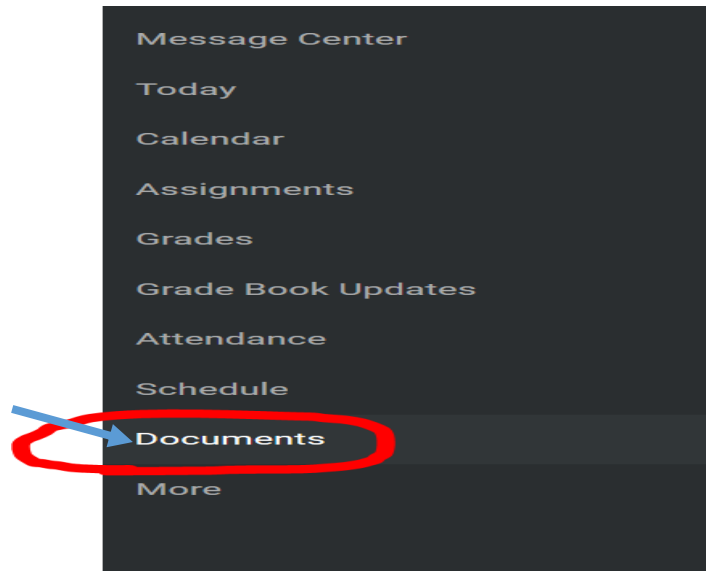 Message Center
Today
Calendar
Assignments
Grades
Grade Book Updates
Attendance
Schedule
Documents
More